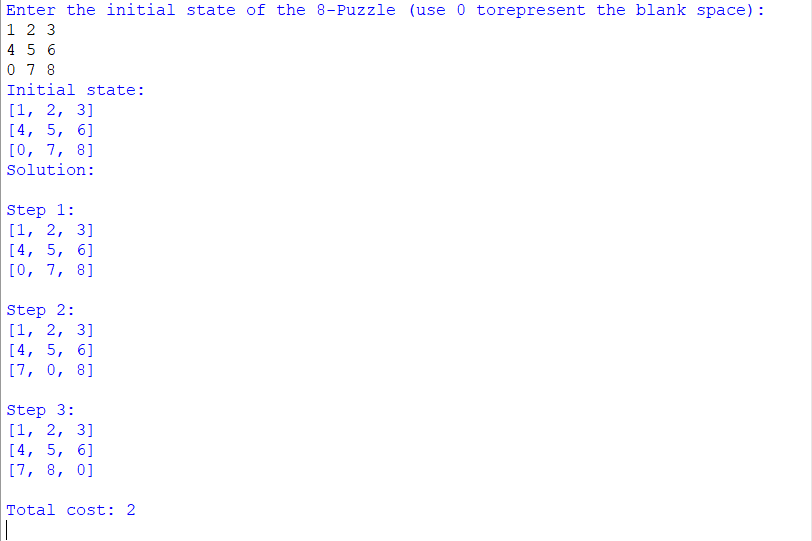 Enter the initial state of the 8-Puzzle (use 0 torepresent the blank space):
1 2 3
4 5 6
0 7 8
Initial state:
[1, 2, 3]
[4, 5, 6]
[0, 7, 8]
Solution:
Step 1:
[1, 2, 3]
[4, 5, 6]
[0, 7, 8]
Step 2:
[1, 2, 3]
[4, 5, 6]
[7, 0, 8]
Step 3:
[1, 2, 3]
[4, 5, 6]
[7, 8, 0]
Total cost: 2